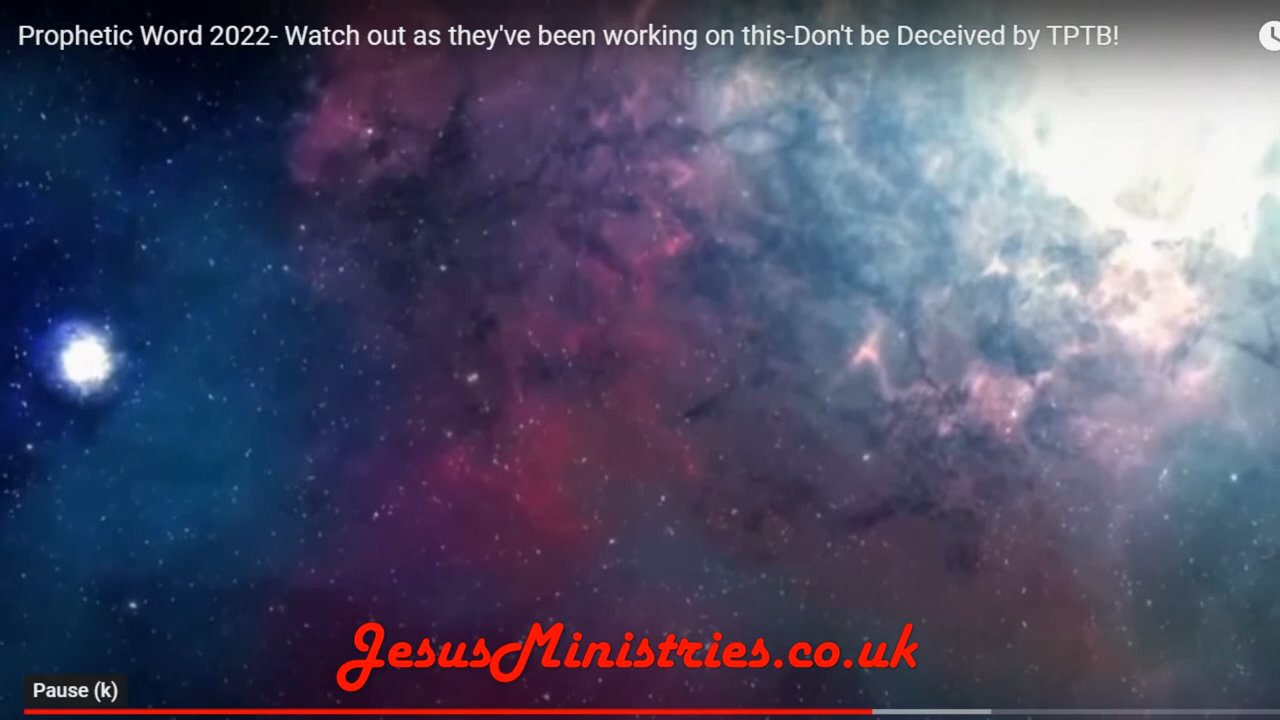 Prophetic Word 2022- Watch out as they've been working on this-Don't be Deceived by TPTB!
JesusMinistries.co.uk
Pause (k)